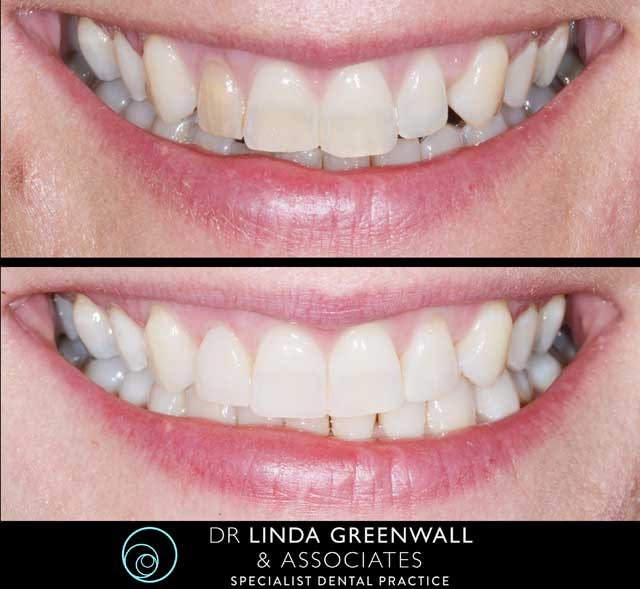 DR LINDA GREENWALL
& ASSOCIATES
SPECIALIST DENTAL PRACTICE